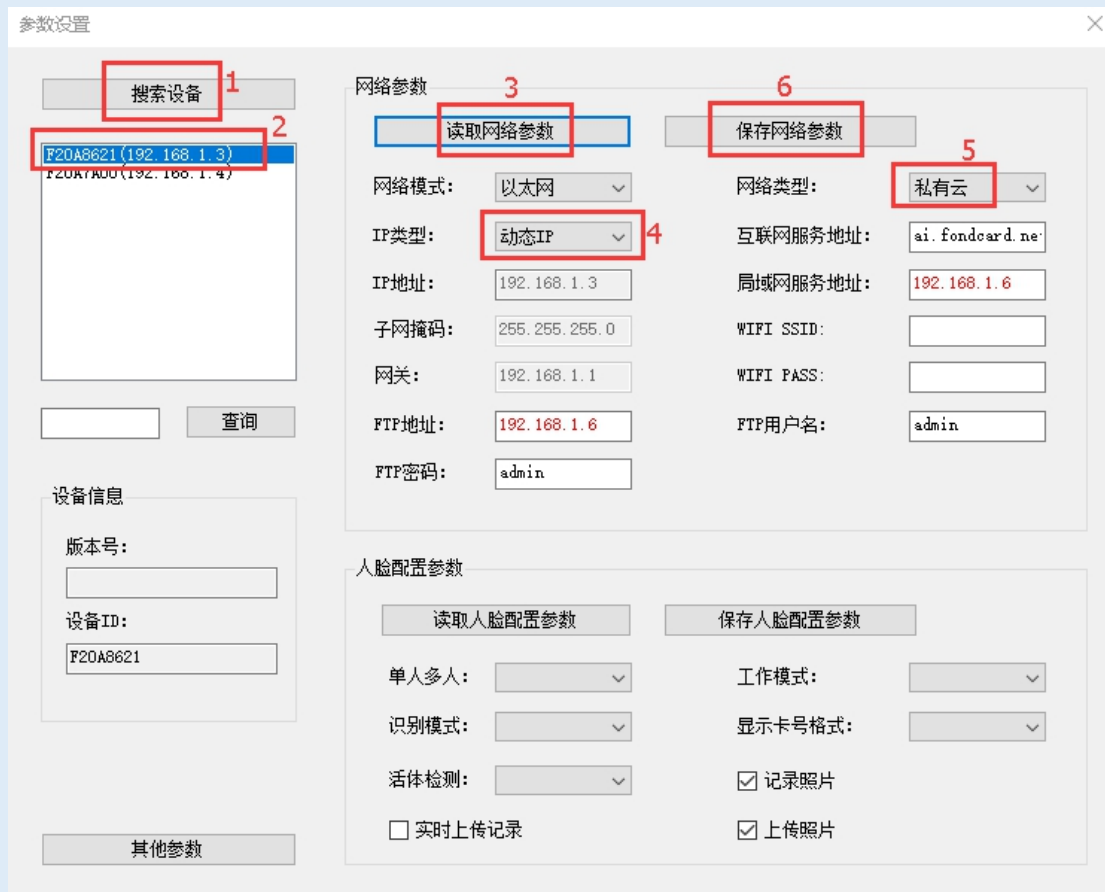 参数设置
搜索设备
1
2
F20A8621(192.168.1.3)
F20A7A00(192.168.1.4)
查询
设备信息
版本号:
设备ID:
F20A8621
其他参数
网络参数
3
6
读取网络参数
保存网络参数
5
网络模式: 以太网
网络类型: 私有云
IP类型: 动态IP
4
互联网服务地址: ai.fondcard.ne
IP地址: 192.168.1.3
局域网服务地址: 192.168.1.6
子网掩码: 255.255.255.0
WIFI SSID:
网关: 192.168.1.1
WIFI PASS:
FTP地址: 192.168.1.6
FTP用户名: admin
FTP密码: admin
人脸配置参数
读取人脸配置参数
保存人脸配置参数
单人多人:
工作模式:
识别模式:
显示卡号格式:
活体检测:
记录照片
实时上传记录
上传照片